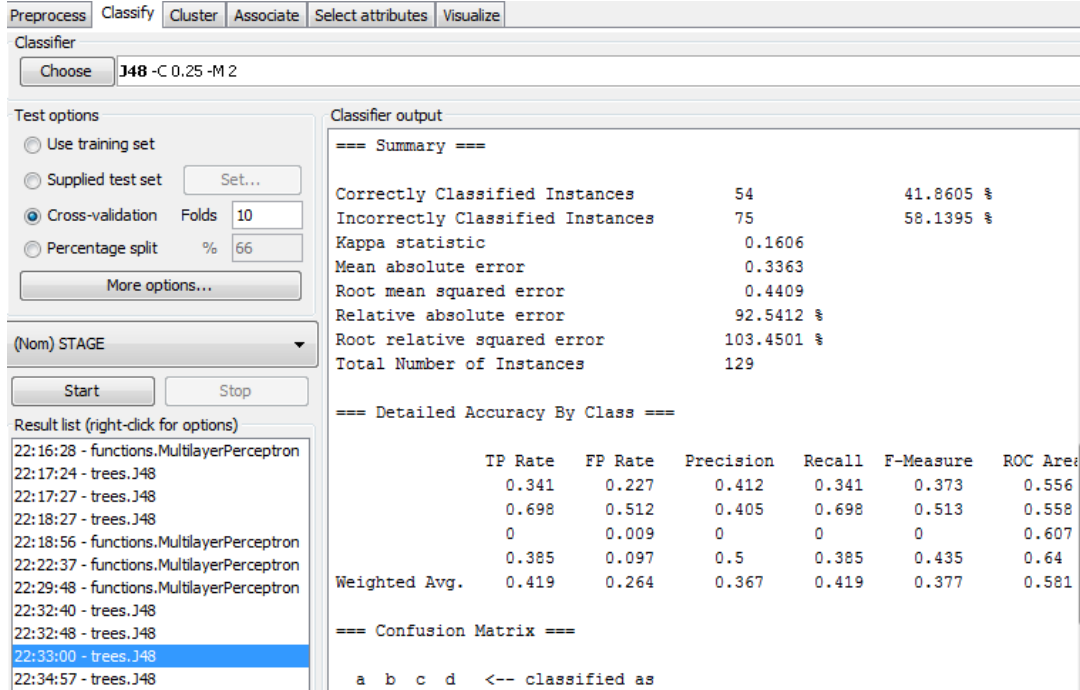 Preprocess Classify Cluster Associate Select attributes Visualize
Classifier
Choose J48 -C 0.25 -M 2
Test options
Use training set
Supplied test set Set...
Cross-validation Folds 10
Percentage split % 66
More options...
(Nom) STAGE
Start Stop
Result list (right-click for options)
22:16:28 - functions.MultilayerPerceptron
22:17:24 - trees.J48
22:17:27 - trees.J48
22:18:27 - trees.J48
22:18:56 - functions.MultilayerPerceptron
22:22:37 - functions.MultilayerPerceptron
22:29:48 - functions.MultilayerPerceptron
22:32:40 - trees.J48
22:32:48 - trees.J48
22:33:00 - trees.J48
22:34:57 - trees.J48
Classifier output
=== Summary ===
Correctly Classified Instances 54 41.8605 %
Incorrectly Classified Instances 75 58.1395 %
Kappa statistic 0.1606
Mean absolute error 0.3363
Root mean squared error 0.4409
Relative absolute error 92.5412 %
Root relative squared error 103.4501 %
Total Number of Instances 129
=== Detailed Accuracy By Class ===
TP Rate FP Rate Precision Recall F-Measure ROC Area
0.341 0.227 0.412 0.341 0.373 0.556
0.698 0.512 0.405 0.698 0.513 0.558
0 0.009 0 0 0 0.607
0.385 0.097 0.5 0.385 0.435 0.64
Weighted Avg. 0.419 0.264 0.367 0.419 0.377 0.581
=== Confusion Matrix ===
a b c d <-- classified as